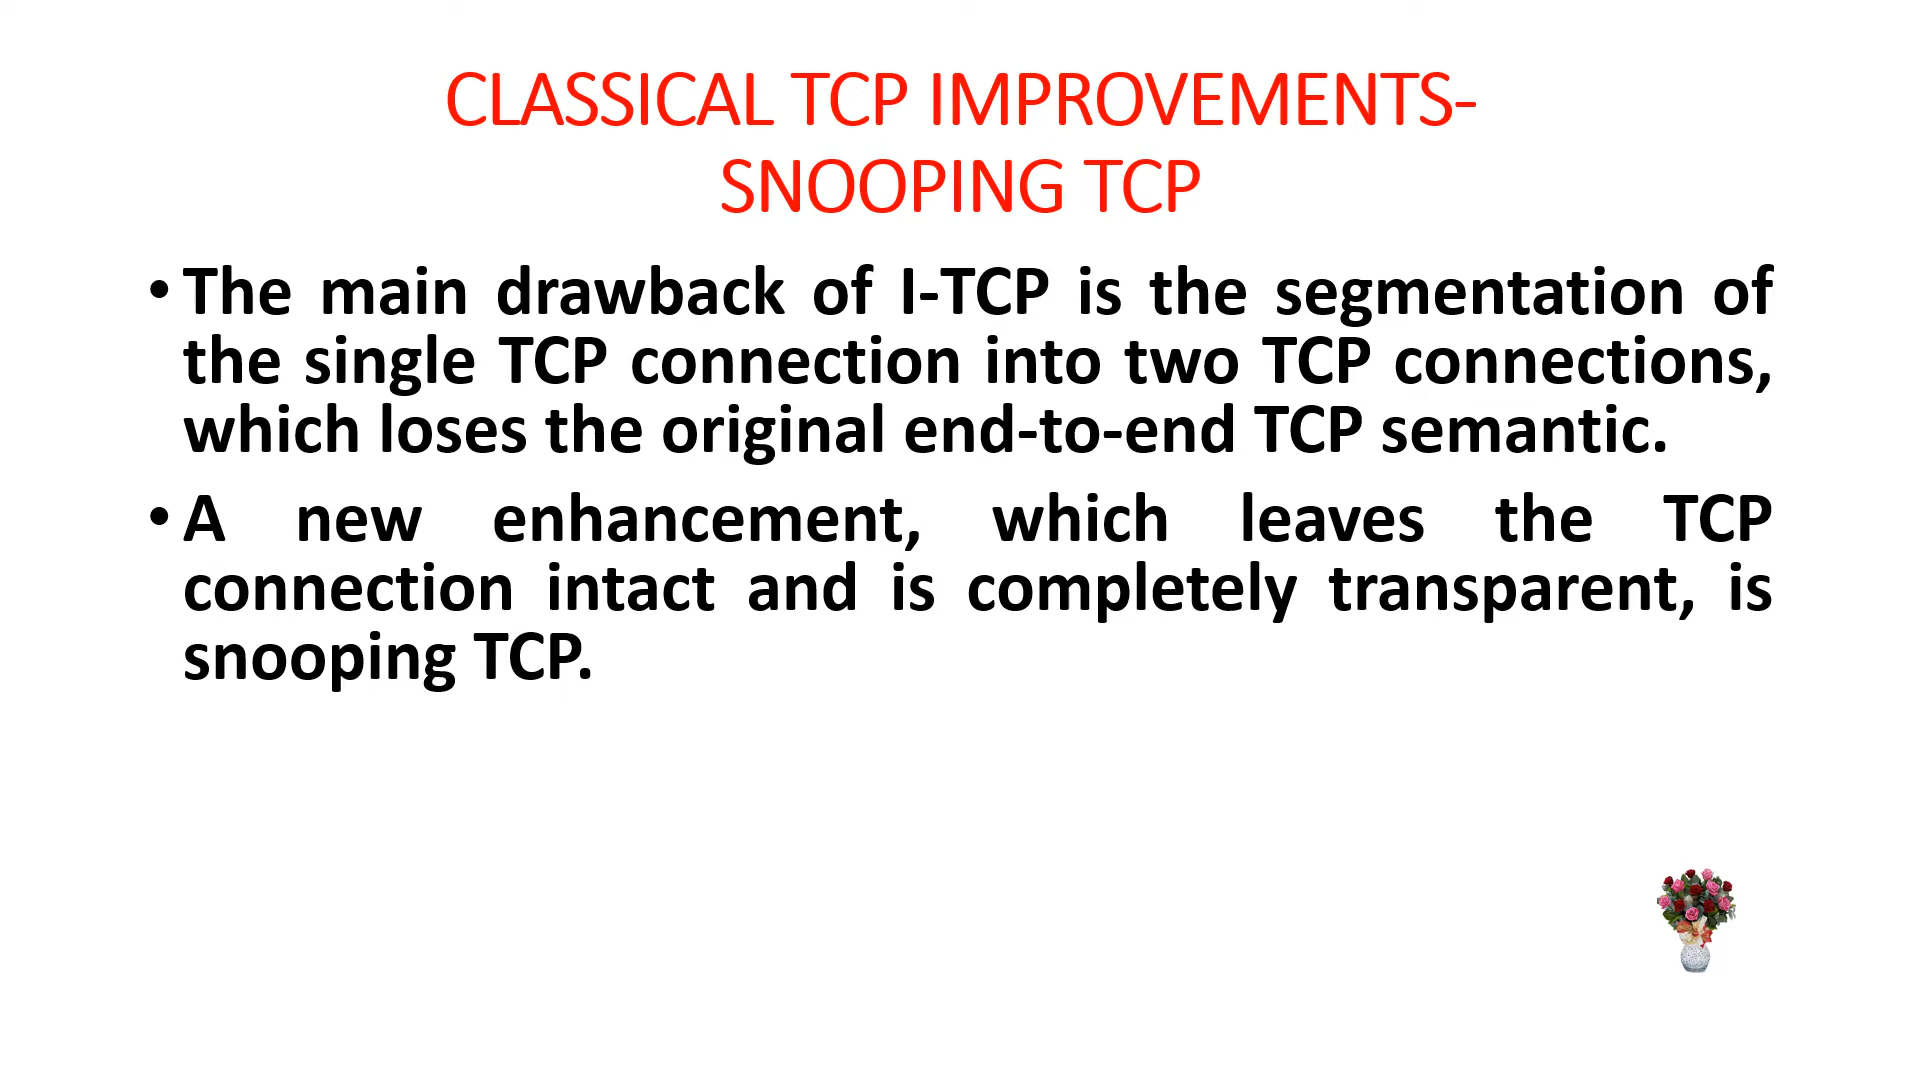 CLASSICAL TCP IMPROVEMENTS-
SNOOPING TCP
• The main drawback of I-TCP is the segmentation of
the single TCP connection into two TCP connections,
which loses the original end-to-end TCP semantic.
• A new enhancement, which leaves the TCP
connection intact and is completely transparent, is
snooping TCP.